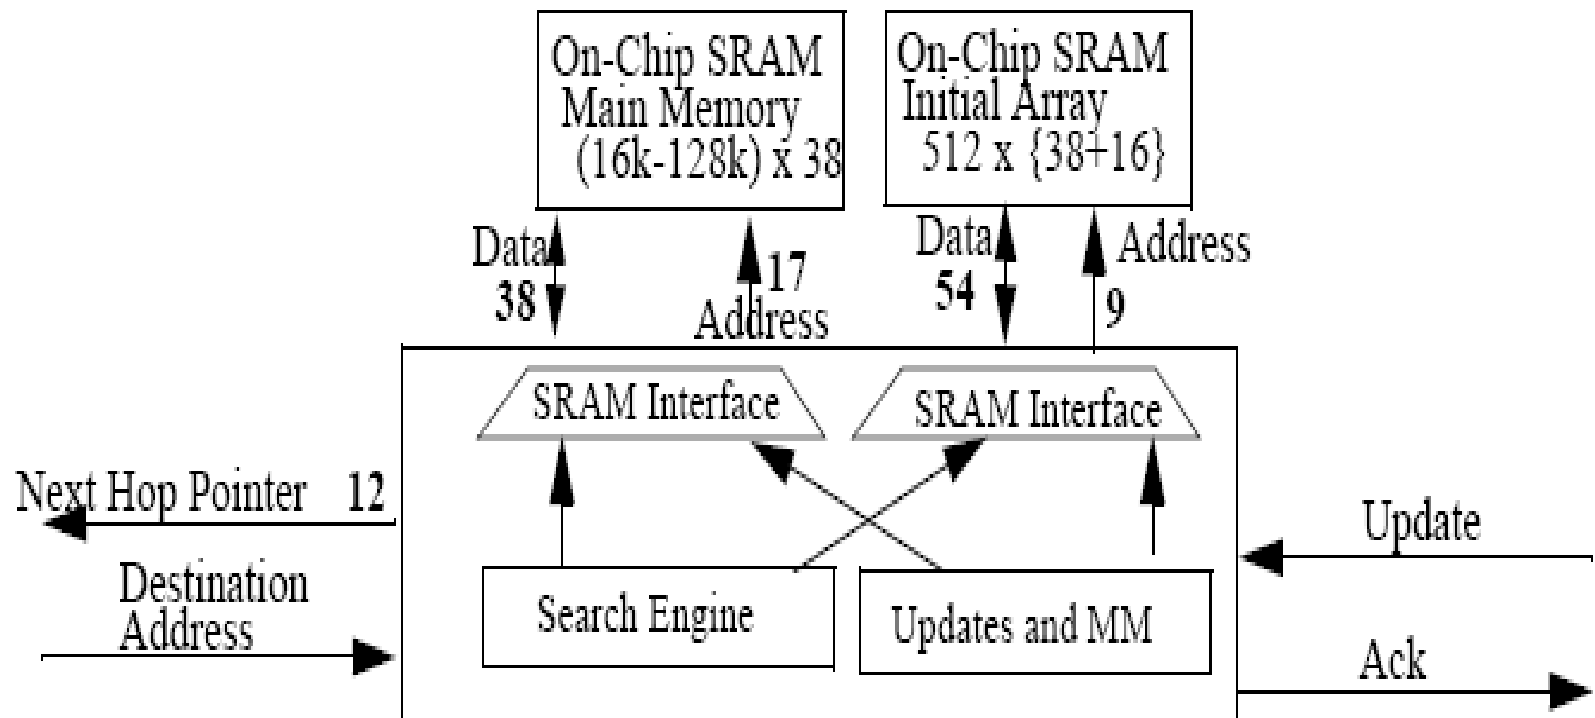 On-Chip SRAM
Main Memory
(16k-128k) x 38
On-Chip SRAM
Initial Array
512 x {38+16}
Data
38
17
Address
Data
54
Address
9
SRAM Interface
SRAM Interface
Next Hop Pointer 12
Destination
Address
Search Engine
Updates and MM
Update
Ack